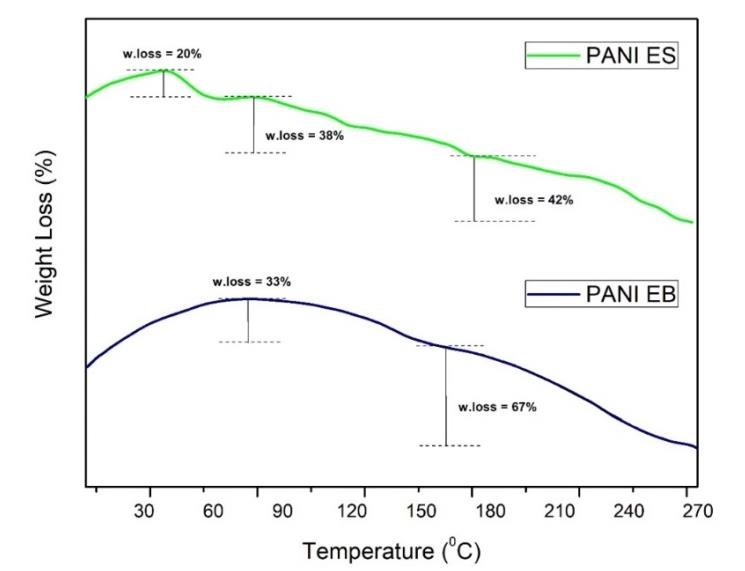 w.loss = 20%
PANI ES
w.loss = 38%
w.loss = 42%
w.loss = 33%
PANI EB
w.loss = 67%
Weight Loss (%)
30 60 90 120 150 180 210 240 270
Temperature (⁰C)